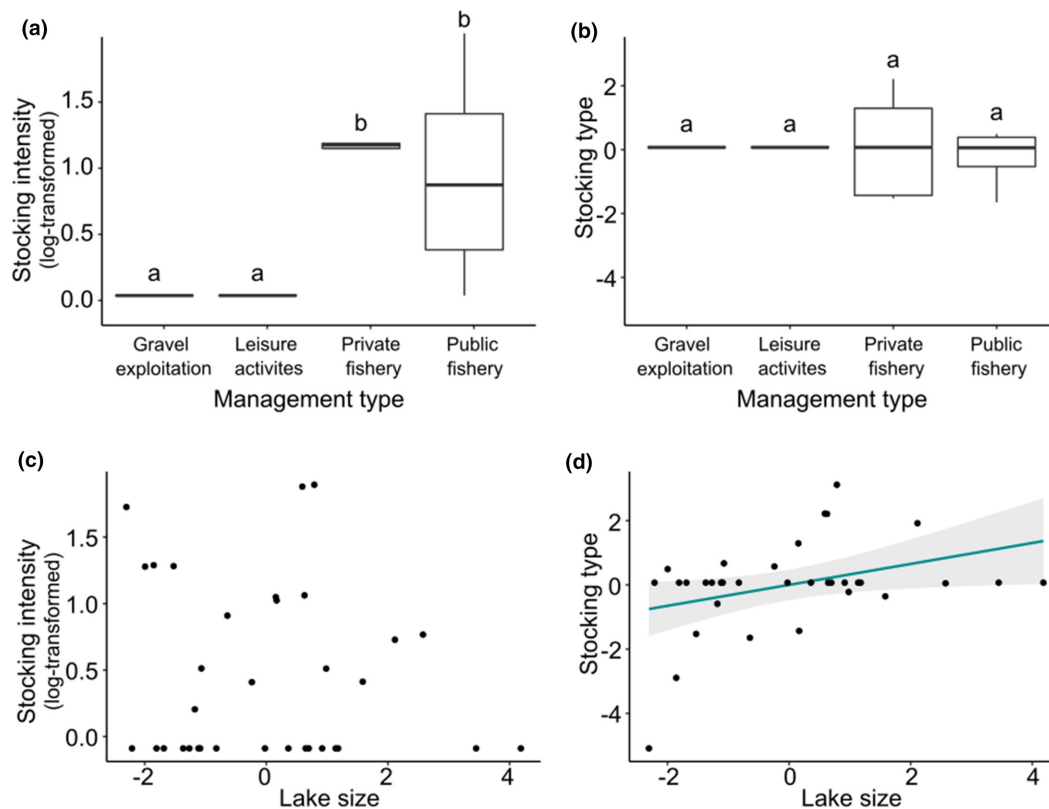 (a)
Stocking intensity
(log-transformed)
1.5
1.0
0.5
0.0
a
a
b
b
Gravel
exploitation
Leisure
activites
Private
fishery
Public
fishery
Management type
(b)
Stocking type
2
0
-2
-4
a
a
a
a
Gravel
exploitation
Leisure
activites
Private
fishery
Public
fishery
Management type
(c)
Stocking intensity
(log-transformed)
1.5
1.0
0.5
0.0
-2
0
2
4
Lake size
(d)
Stocking type
2
0
-2
-4
-2
0
2
4
Lake size